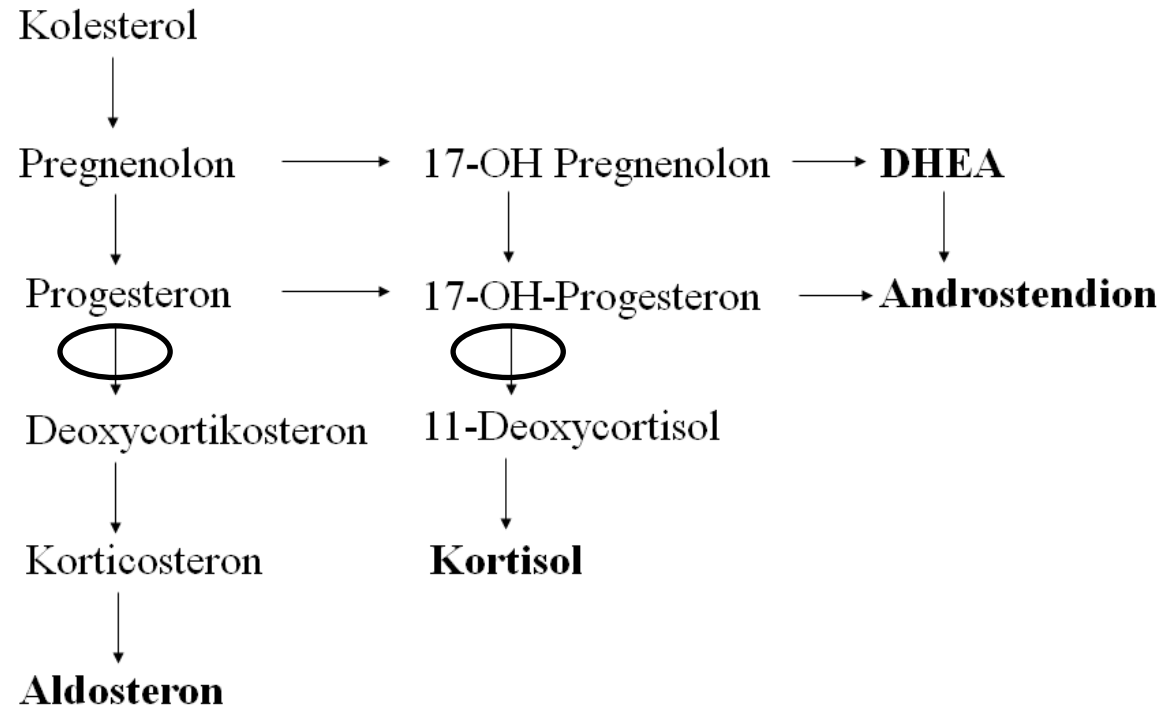 Kolesterol
Pregnenolon 17-OH Pregnenolon DHEA
Progesteron 17-OH-Progesteron Androstendion
Deoxycortikosteron 11-Deoxycortisol
Korticosteron Kortisol
Aldosteron